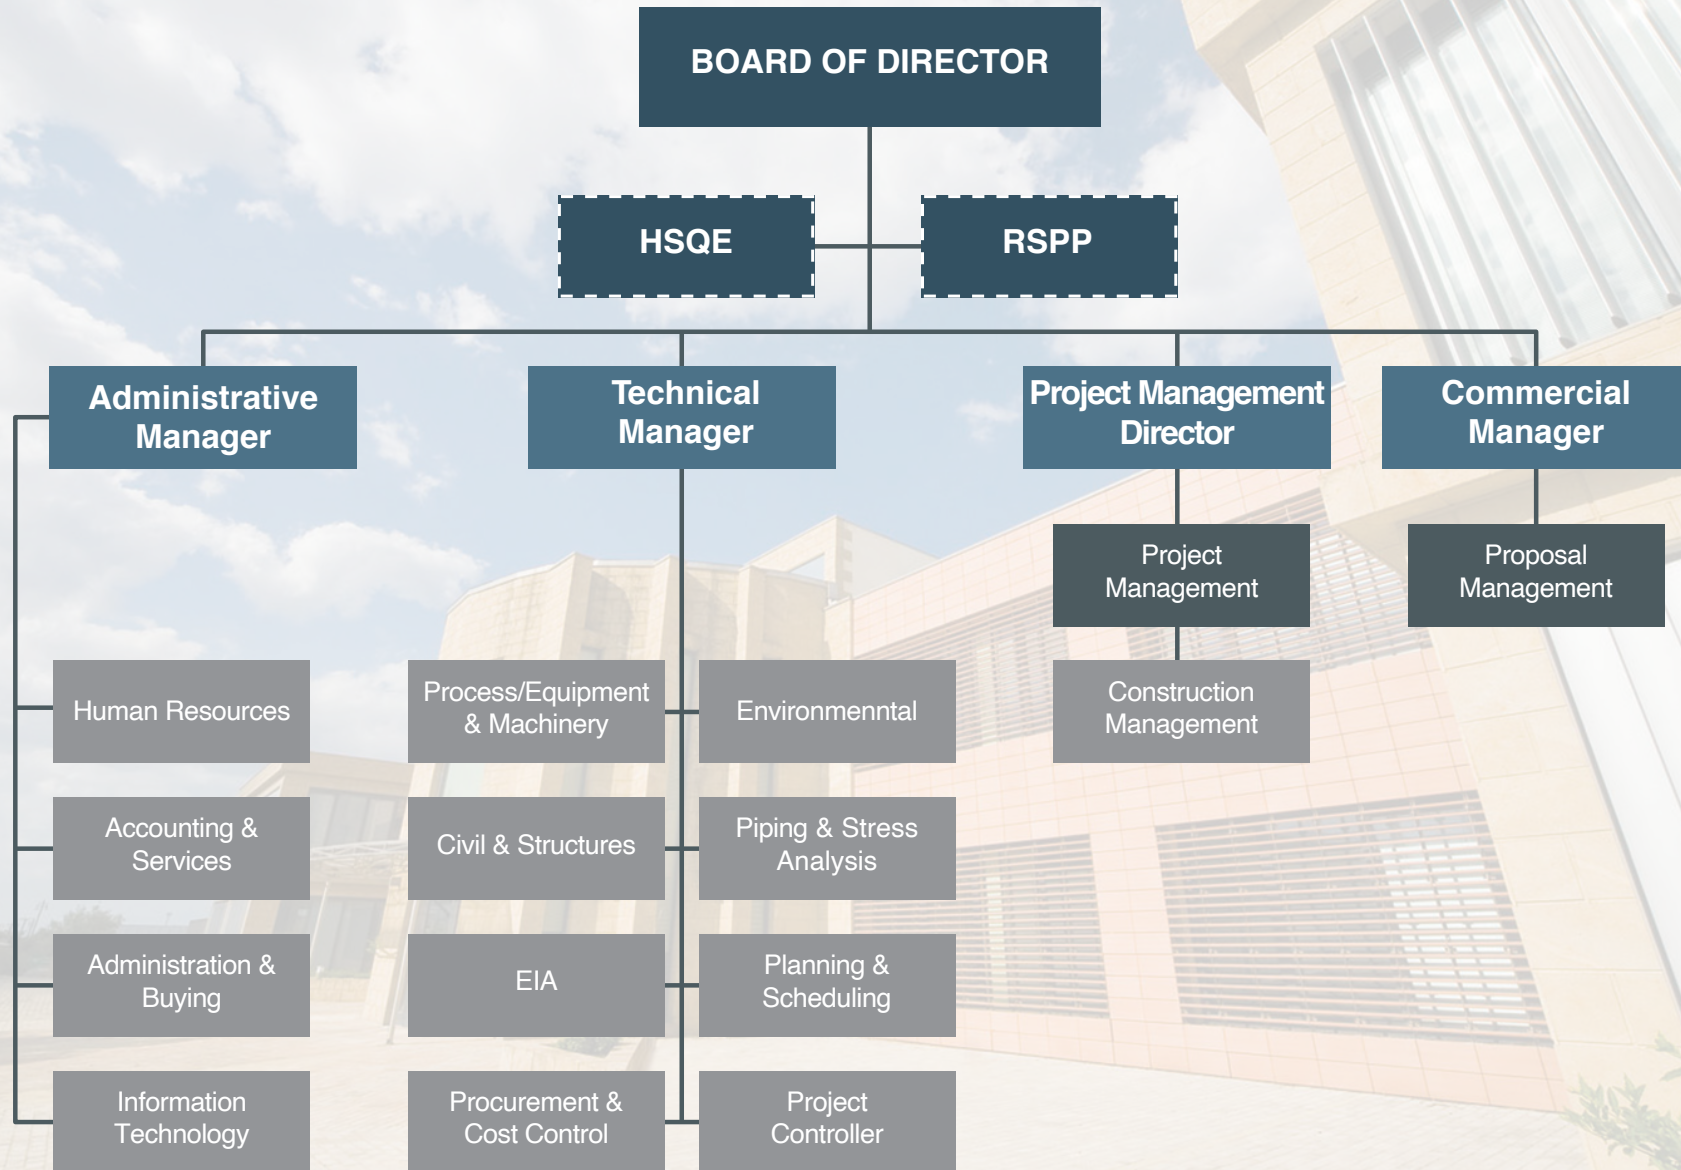 BOARD OF DIRECTOR
HSQE
RSPP
Administrative
Manager
Technical
Manager
Project Management
Director
Commercial
Manager
Project
Management
Proposal
Management
Human Resources
Process/Equipment
& Machinery
Environmenntal
Construction
Management
Accounting &
Services
Civil & Structures
Piping & Stress
Analysis
Administration &
Buying
EIA
Planning &
Scheduling
Information
Technology
Procurement &
Cost Control
Project
Controller